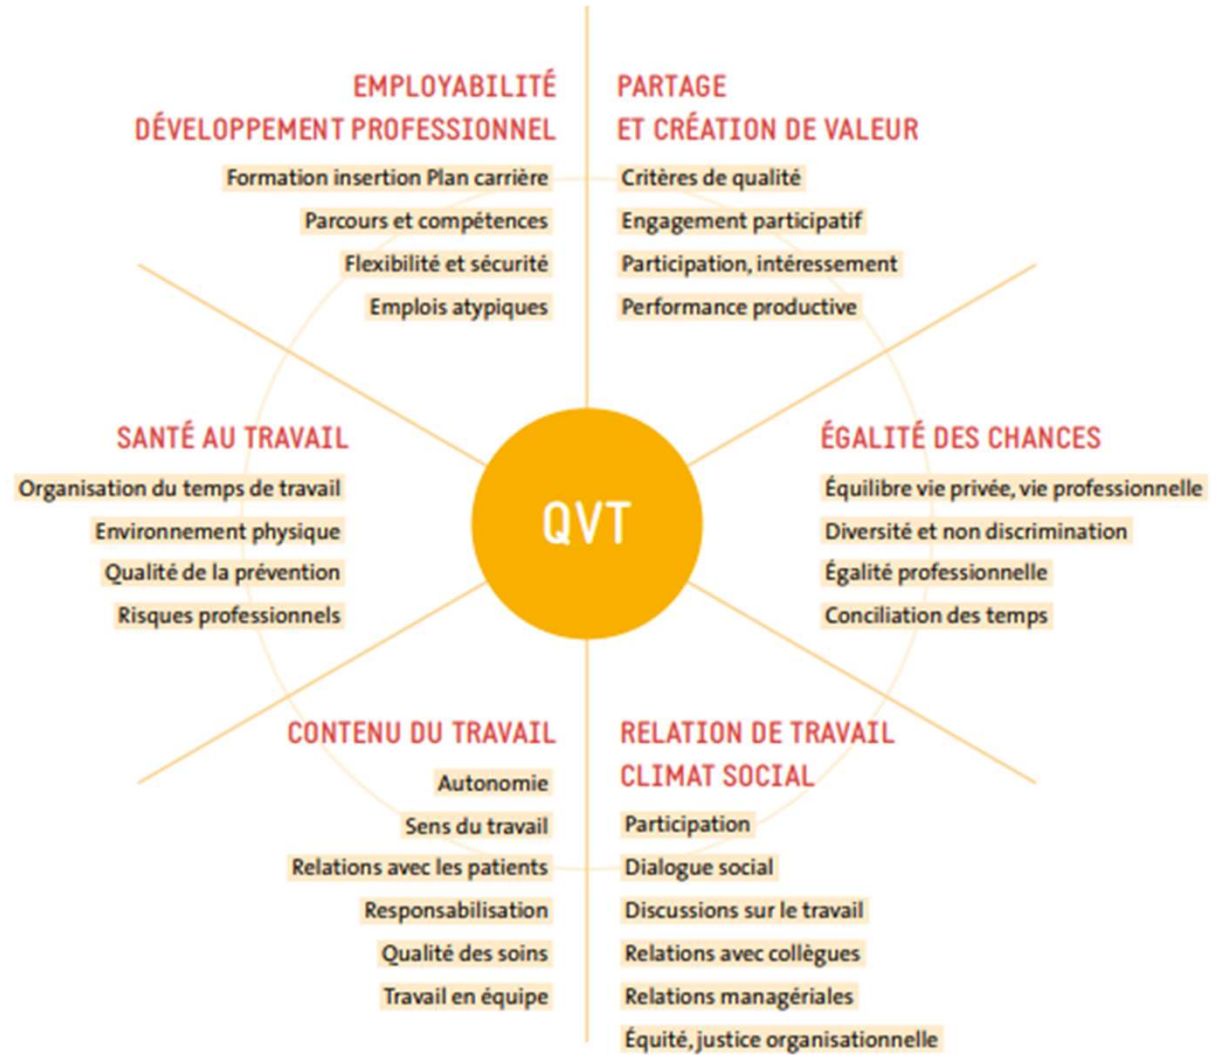 EMPLOYABILITÉ
DÉVELOPPEMENT PROFESSIONNEL
Formation insertion Plan carrière
Parcours et compétences
Flexibilité et sécurité
Emplois atypiques
PARTAGE
ET CRÉATION DE VALEUR
Critères de qualité
Engagement participatif
Participation, intéressement
Performance productive
SANTÉ AU TRAVAIL
Organisation du temps de travail
Environnement physique
Qualité de la prévention
Risques professionnels
QVT
ÉGALITÉ DES CHANCES
Équilibre vie privée, vie professionnelle
Diversité et non discrimination
Égalité professionnelle
Conciliation des temps
CONTENU DU TRAVAIL
Autonomie
Sens du travail
Relations avec les patients
Responsabilisation
Qualité des soins
Travail en équipe
RELATION DE TRAVAIL
CLIMAT SOCIAL
Participation
Dialogue social
Discussions sur le travail
Relations avec collègues
Relations managériales
Équité, justice organisationnelle